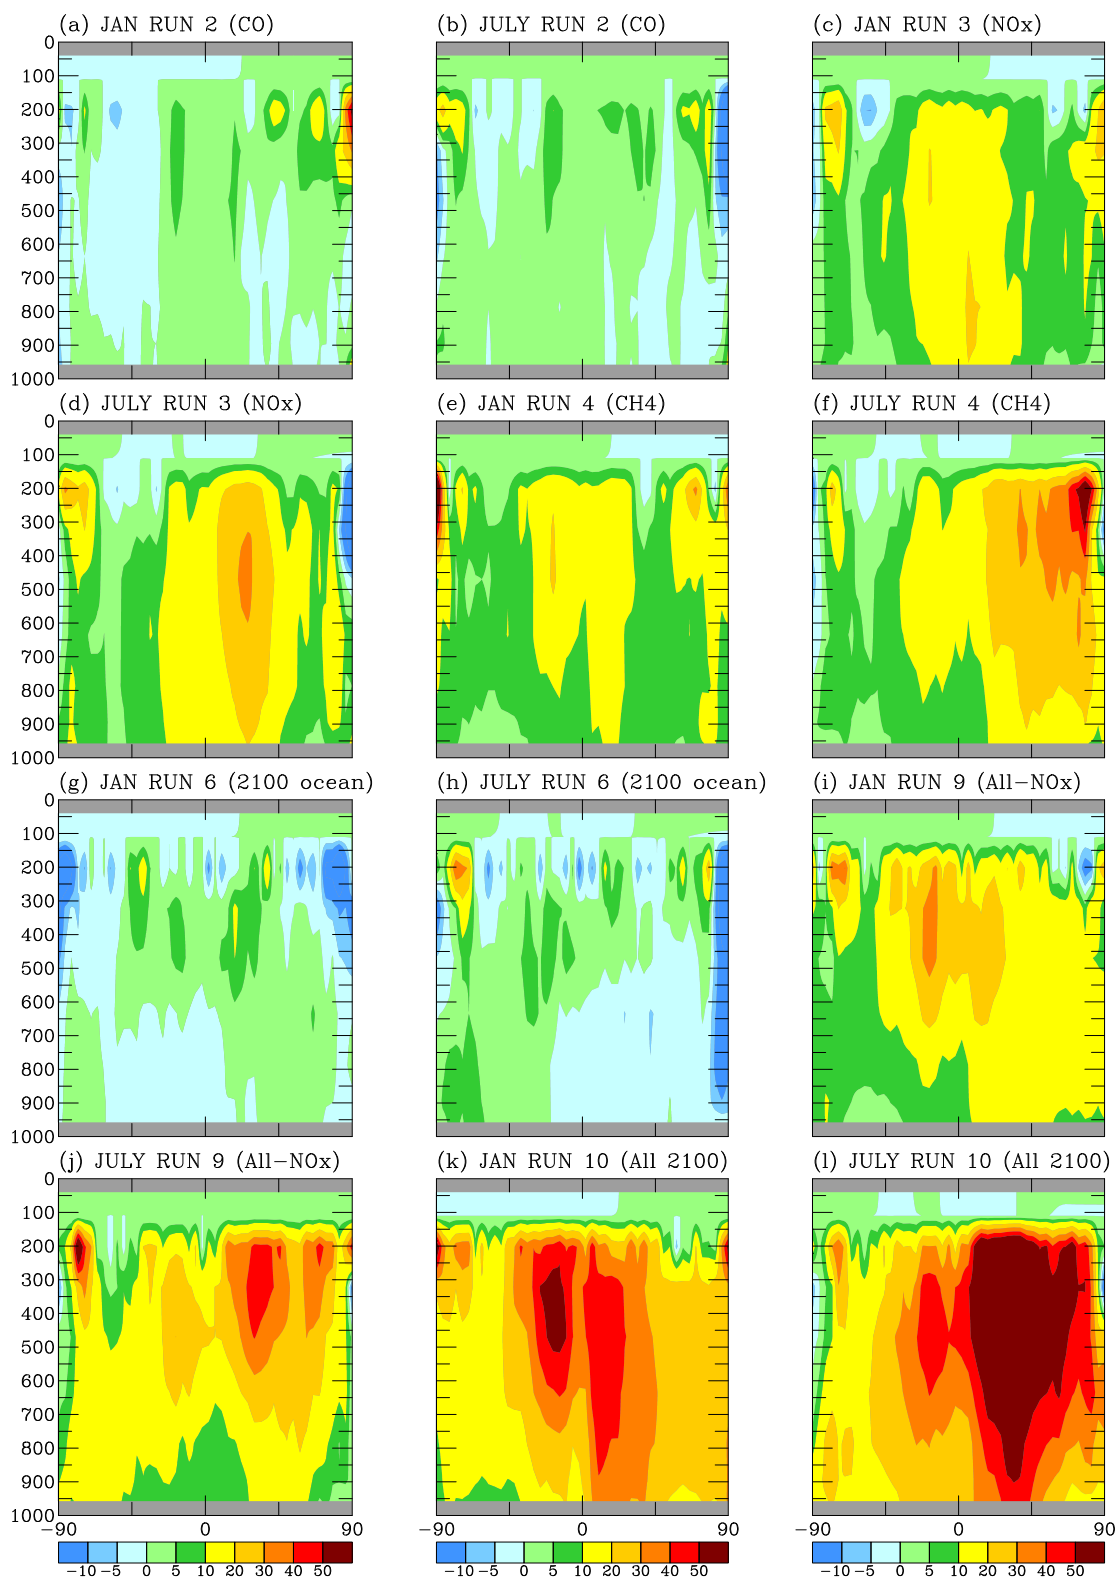 (a) JAN RUN 2 (CO)
(b) JULY RUN 2 (CO)
(c) JAN RUN 3 (NOx)
0
100
200
300
400
500
600
700
800
900
1000
(d) JULY RUN 3 (NOx)
(e) JAN RUN 4 (CH4)
(f) JULY RUN 4 (CH4)
0
100
200
300
400
500
600
700
800
900
1000
(g) JAN RUN 6 (2100 ocean)
(h) JULY RUN 6 (2100 ocean)
(i) JAN RUN 9 (All-NOx)
0
100
200
300
400
500
600
700
800
900
1000
(j) JULY RUN 9 (All-NOx)
(k) JAN RUN 10 (All 2100)
(l) JULY RUN 10 (All 2100)
0
100
200
300
400
500
600
700
800
900
1000
-90 0 90
-90 0 90
-90 0 90
-10 -5 0 5 10 20 30 40 50
-10 -5 0 5 10 20 30 40 50
-10 -5 0 5 10 20 30 40 50